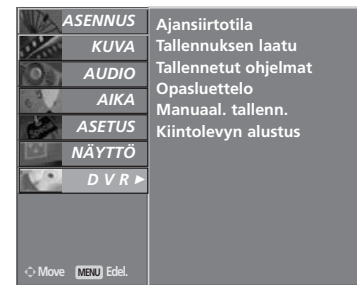 ASENNUS
KUVA
AUDIO
AIKA
ASETUS
NÄYTTÖ
D V R
Ajansiirtotila
Tallennuksen laatu
Tallennetut ohjelmat
Opasluettelo
Manuaal. tallenn.
Kiintolevyn alustus
Move MENU Edel.